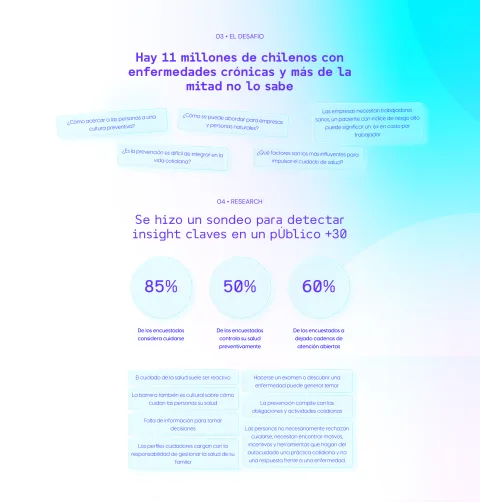 03 • EL DESAFIO
Hay 11 millones de chilenos con
enfermedades crónicas y más de la
mitad no lo sabe
¿Cómo acercar a las personas a una
cultura preventiva?
¿Cómo se puede abordar para empresas
y personas naturales?
Las empresas necesitan trabajadores
sanos, un paciente con índice de riesgo alto
puede significar un 6x en costo por
trabajador
¿Es la prevención es difícil de integrar en la
vida cotidiana?
¿Qué factores son los más influyentes para
impulsar el cuidado de salud?
04 • RESEARCH
Se hizo un sondeo para detectar
insight claves en un pÚblico +30
85%
50%
60%
De los encuestados
considera cuidarse
De los encuestados
controla su salud
preventivamente
De los encuestados a
dejado cadenas de
atención abiertas
El cuidado de la salud suele ser reactivo
La barrera también es cultural sobre cómo
cuidan las personas su salud
Falta de información para tomar
decisiones
Los perfiles cuidadores cargan con la
responsabilidad de gestionar la salud de su
familia
Hacerse un examen o descubrir una
enfermedad puede generar temor
La prevención compite con las
obligaciones y actividades cotidianas
Las personas no necesariamente rechazan
cuidarse, necesitan encontrar motivos,
incentivos y herramientas que hagan del
autocuidado una práctica cotidiana y no
una respuesta frente a una enfermedad.